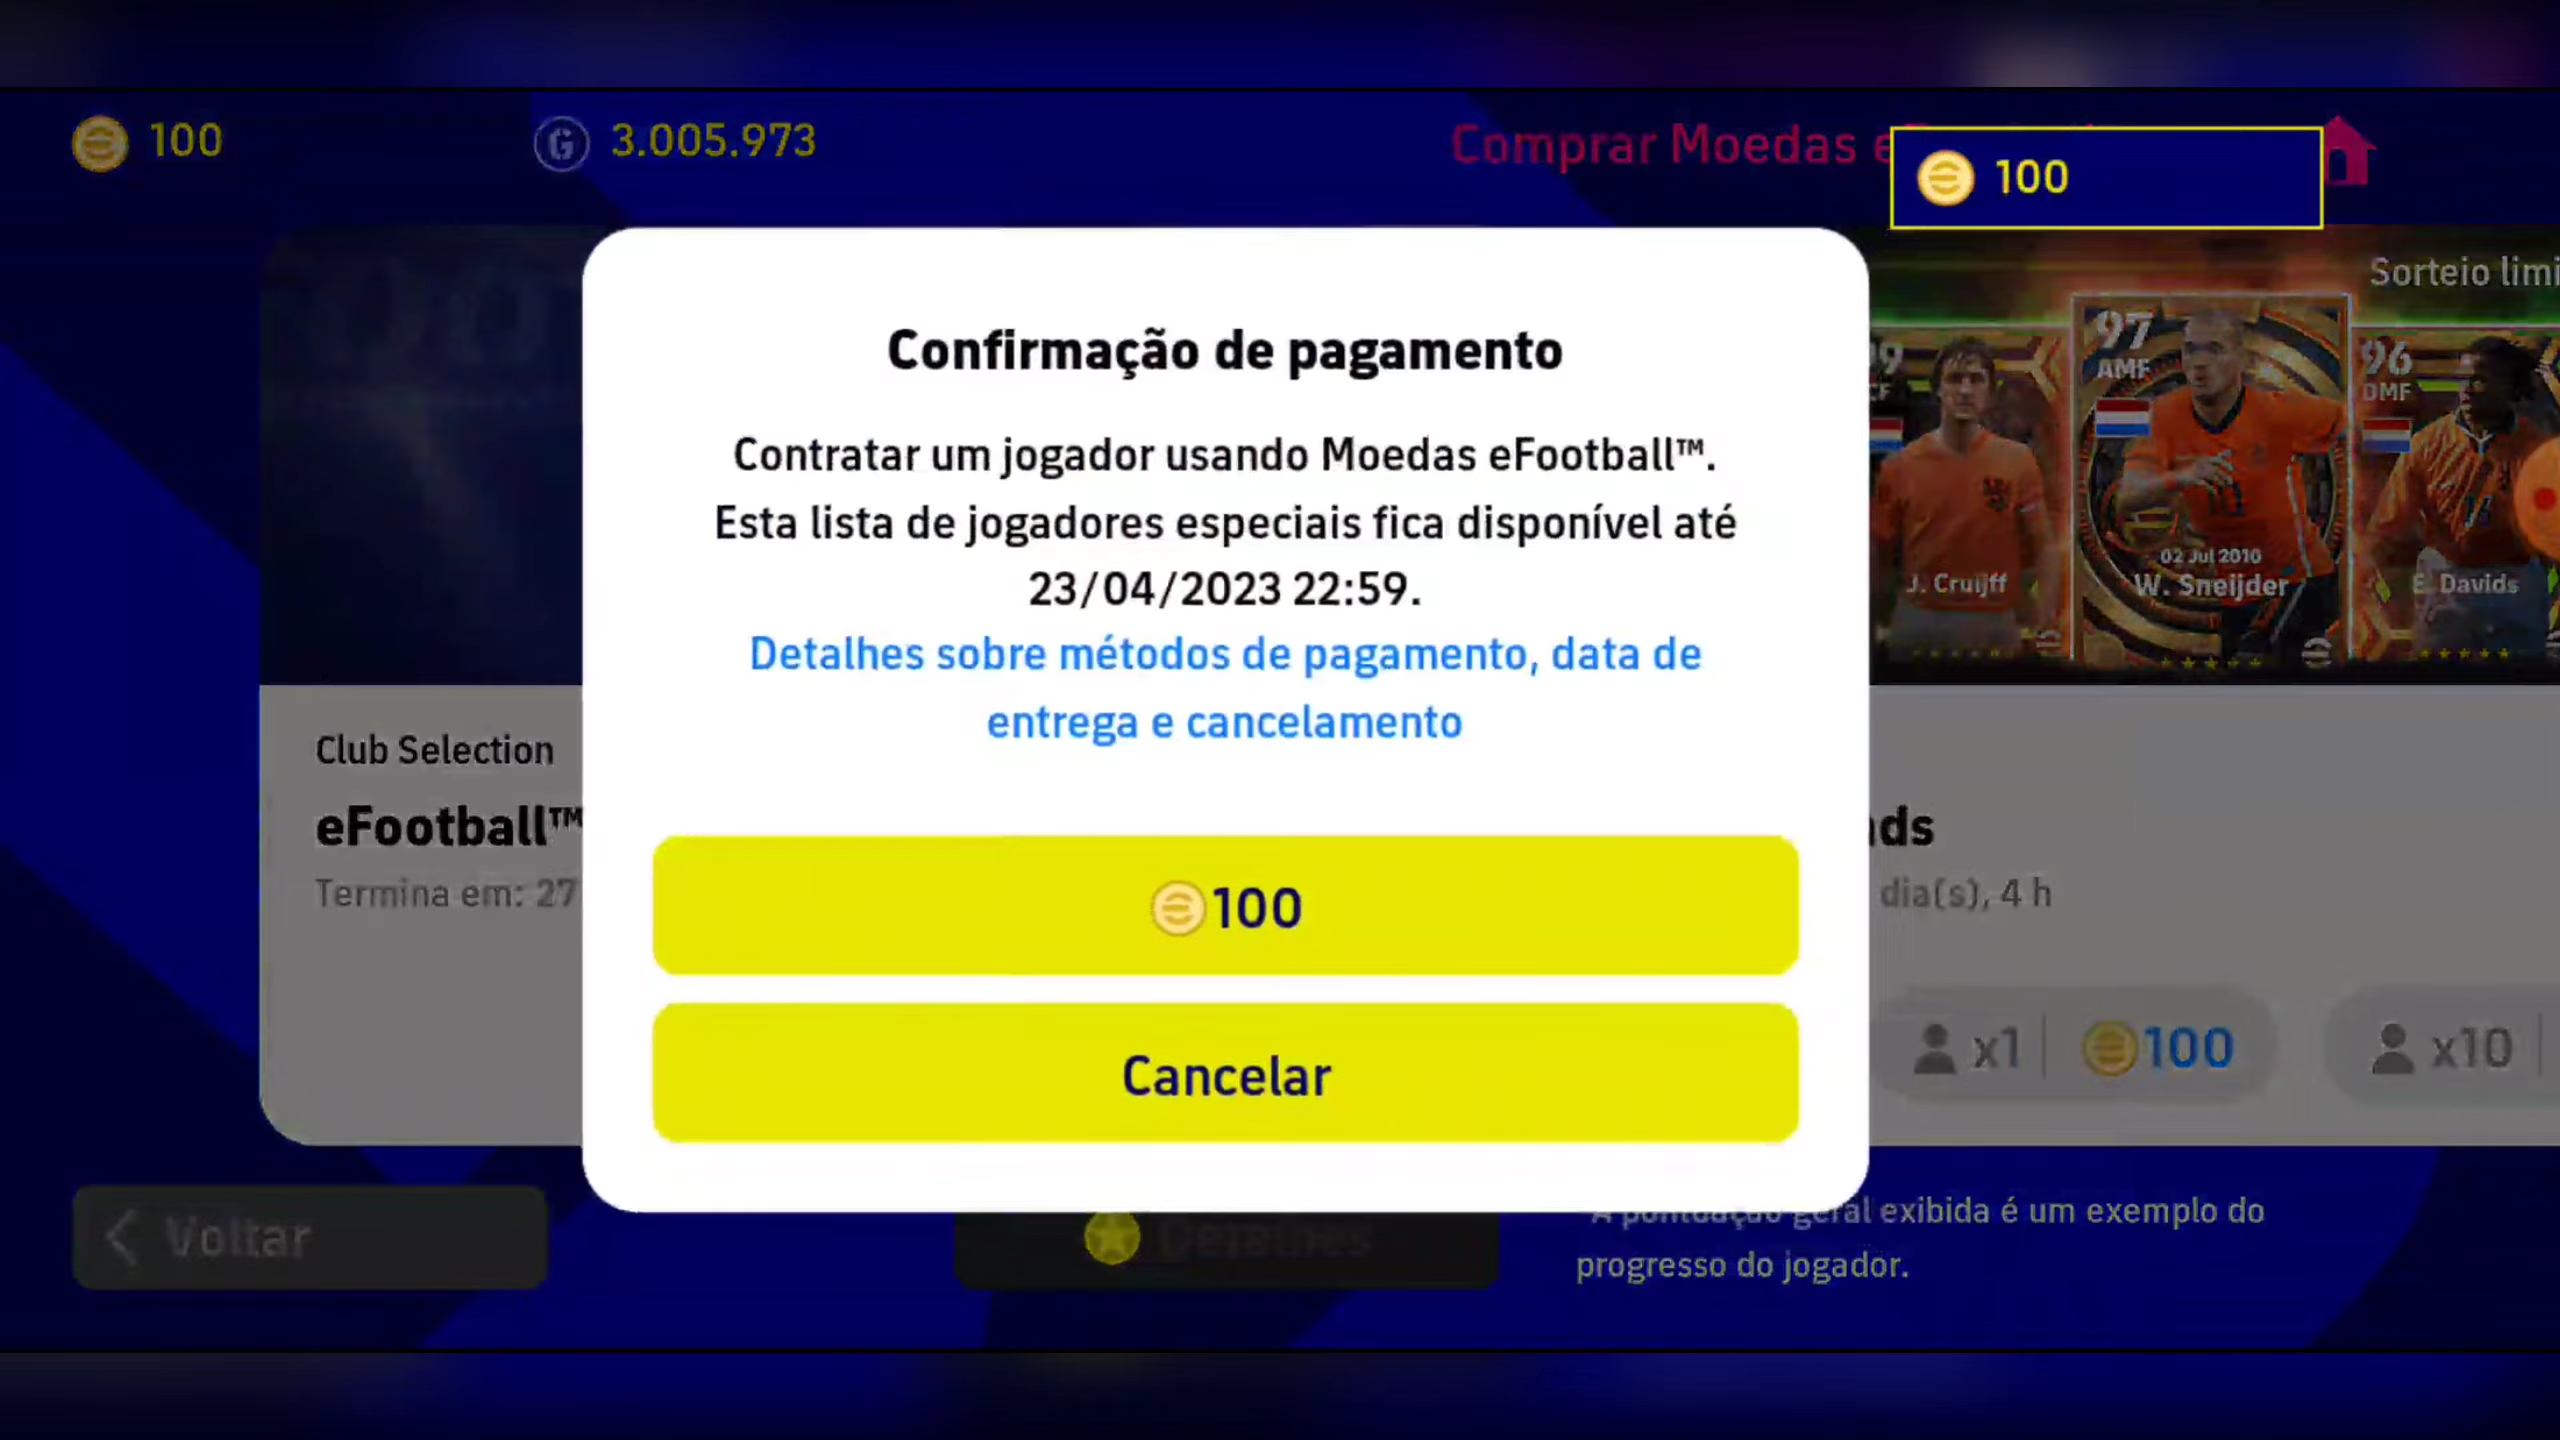 100
3.005.973
Comprar Moedas
100
Confirmação de pagamento
Contratar um jogador usando Moedas eFootball™.
Esta lista de jogadores especiais fica disponível até
23/04/2023 22:59.
Detalhes sobre métodos de pagamento, data de
entrega e cancelamento
100
Cancelar
Sorteio
97
AMF
02 Jul 2010
W. Sneijder
J. Cruijff
96
DMF
E. Davids
Club Selection
eFootball™
Termina em: 27
dia(s), 4 h
x1
100
x10
Voltar
Detalhes
A pontuação geral exibida é um exemplo do
progresso do jogador.